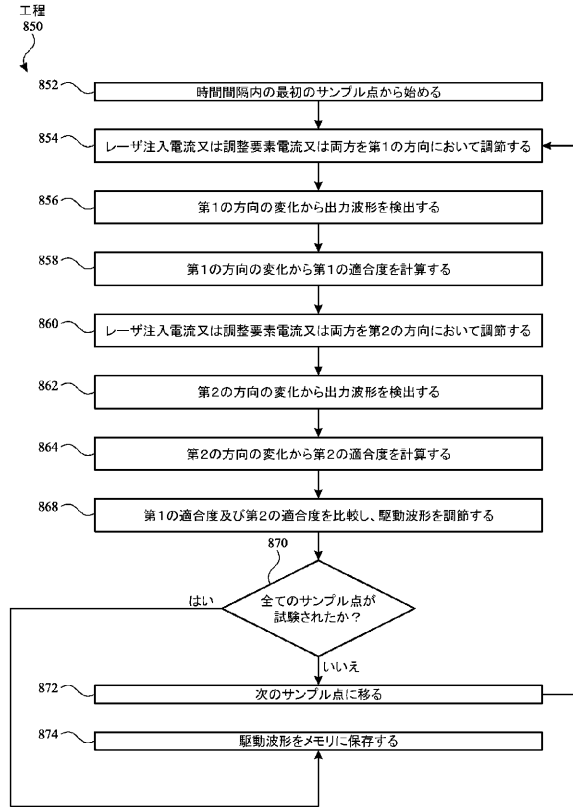 工程
850
852
時間間隔内の最初のサンプル点から始める
854
レーザ注入電流又は調整要素電流又は両方を第1の方向において調節する
856
第1の方向の変化から出力波形を検出する
858
第1の方向の変化から第1の適合度を計算する
860
レーザ注入電流又は調整要素電流又は両方を第2の方向において調節する
862
第2の方向の変化から出力波形を検出する
864
第2の方向の変化から第2の適合度を計算する
868
第1の適合度及び第2の適合度を比較し、駆動波形を調節する
870
全てのサンプル点が
試験されたか?
はい
いいえ
872
次のサンプル点に移る
874
駆動波形をメモリに保存する